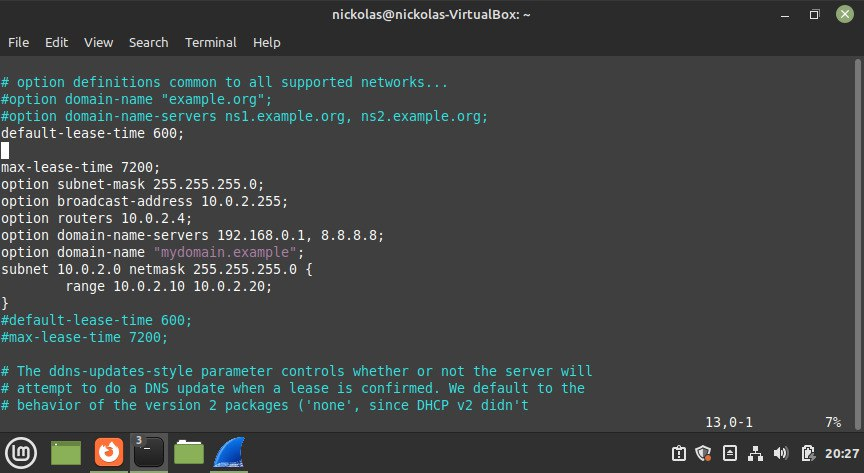 nickolas@nickolas-VirtualBox: ~
File Edit View Search Terminal Help
# option definitions common to all supported networks...
#option domain-name "example.org";
#option domain-name-servers ns1.example.org, ns2.example.org;
default-lease-time 600;
max-lease-time 7200;
option subnet-mask 255.255.255.0;
option broadcast-address 10.0.2.255;
option routers 10.0.2.4;
option domain-name-servers 192.168.0.1, 8.8.8.8;
option domain-name "mydomain.example";
subnet 10.0.2.0 netmask 255.255.255.0 {
        range 10.0.2.10 10.0.2.20;
}
#default-lease-time 600;
#max-lease-time 7200;
# The ddns-updates-style parameter controls whether or not the server will
# attempt to do a DNS update when a lease is confirmed. We default to the
# behavior of the version 2 packages ('none', since DHCP v2 didn't
13,0-1 7%
3
20:27